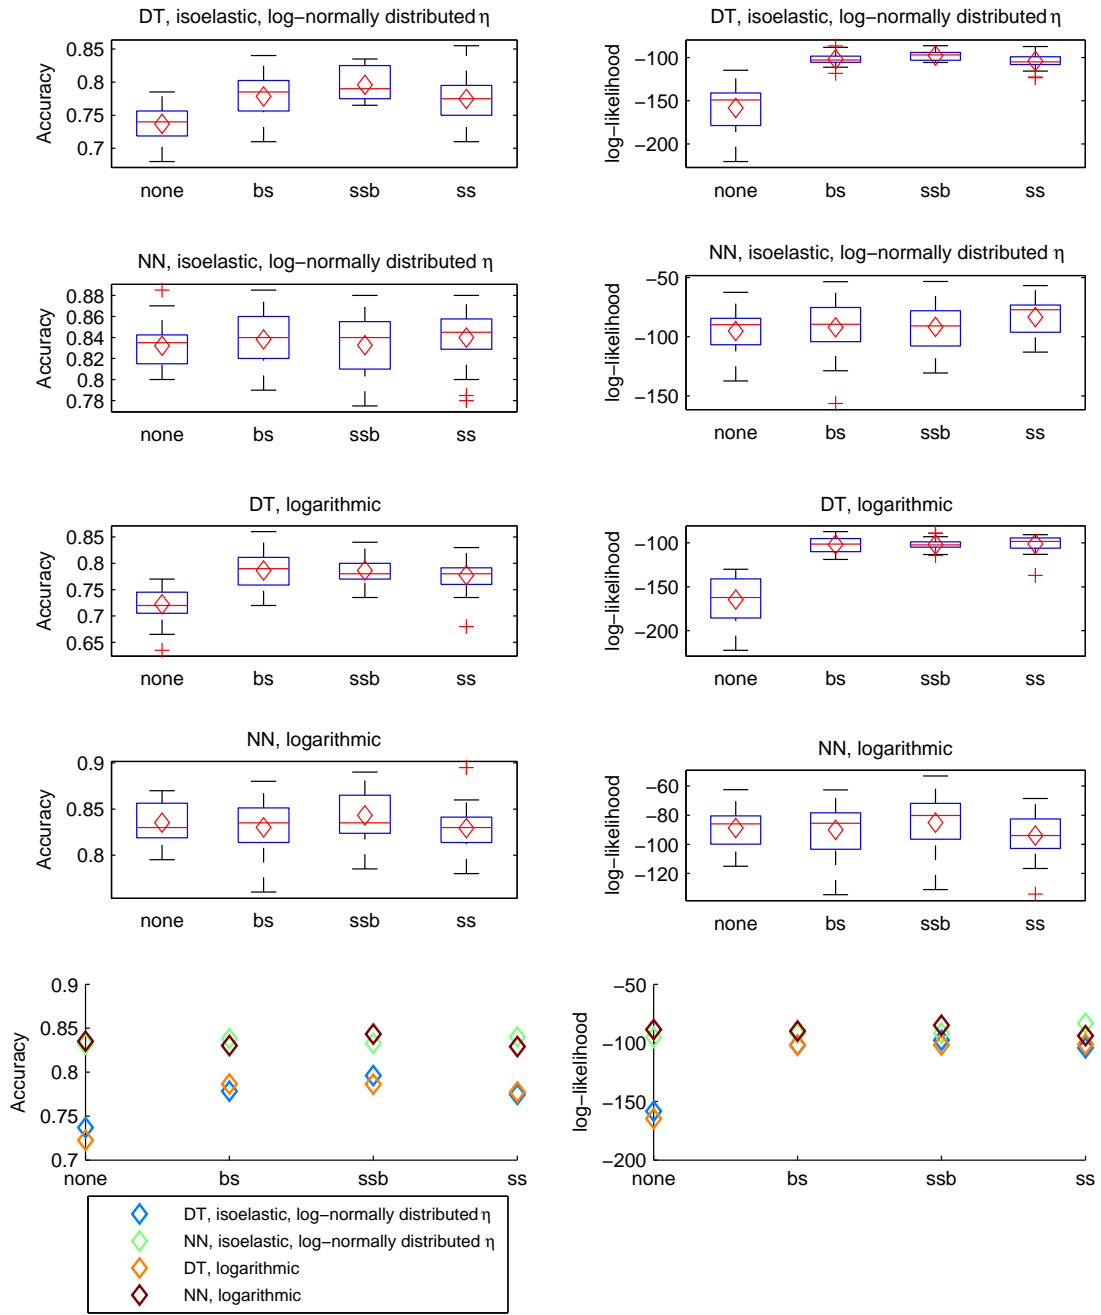 DT, isoelastic, log−normally distributed η
Accuracy
0.85
0.8
0.75
0.7
none bs ssb ss
DT, isoelastic, log−normally distributed η
log−likelihood
−100
−150
−200
none bs ssb ss
NN, isoelastic, log−normally distributed η
Accuracy
0.88
0.86
0.84
0.82
0.8
0.78
none bs ssb ss
NN, isoelastic, log−normally distributed η
log−likelihood
−50
−100
−150
none bs ssb ss
DT, logarithmic
Accuracy
0.85
0.8
0.75
0.7
0.65
none bs ssb ss
DT, logarithmic
log−likelihood
−100
−150
−200
none bs ssb ss
NN, logarithmic
Accuracy
0.9
0.85
0.8
none bs ssb ss
NN, logarithmic
log−likelihood
−60
−80
−100
−120
none bs ssb ss
Accuracy
0.9
0.85
0.8
0.75
0.7
none bs ssb ss
log−likelihood
−50
−100
−150
−200
none bs ssb ss
DT, isoelastic, log−normally distributed η
NN, isoelastic, log−normally distributed η
DT, logarithmic
NN, logarithmic